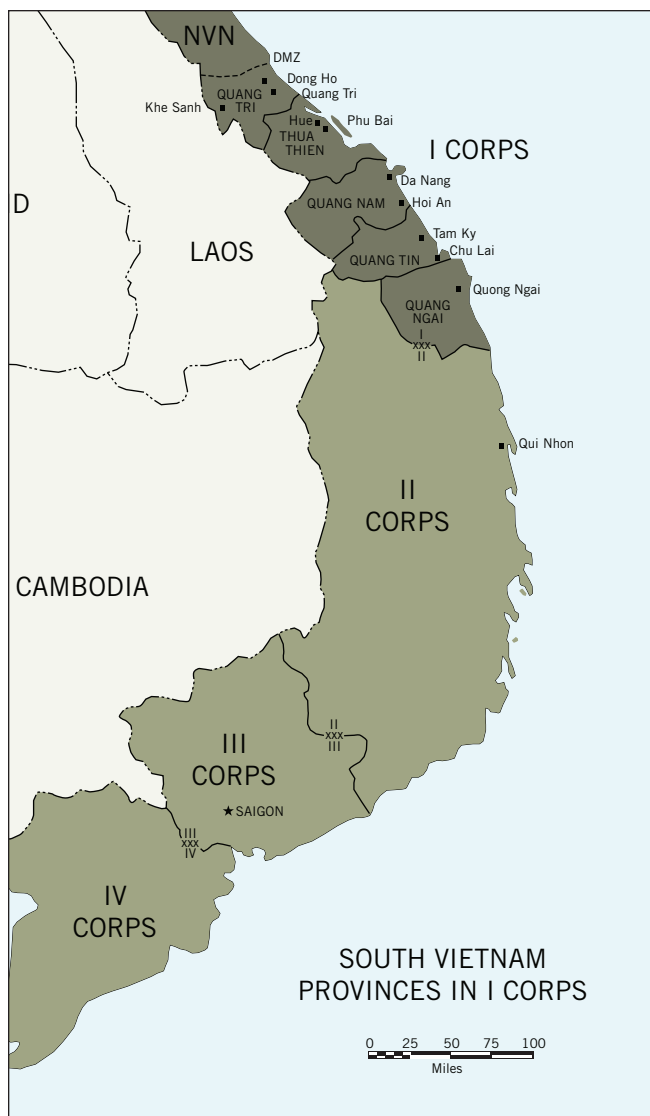 NVN
DMZ
Dong Ho
Quang Tri
QUANG
TRI
Khe Sanh
Hue
Phu Bai
THUA
THIEN
I CORPS
Da Nang
D
QUANG NAM
Hoi An
Tam Ky
LAOS
Chu Lai
QUANG TIN
Quong Ngai
QUANG
NGAI
I
XXX
II
Qui Nhon
II
CORPS
CAMBODIA
II
XXX
III
III
CORPS
SAIGON
III
XXX
IV
IV
CORPS
SOUTH VIETNAM
PROVINCES IN I CORPS
0 25 50 75 100
Miles